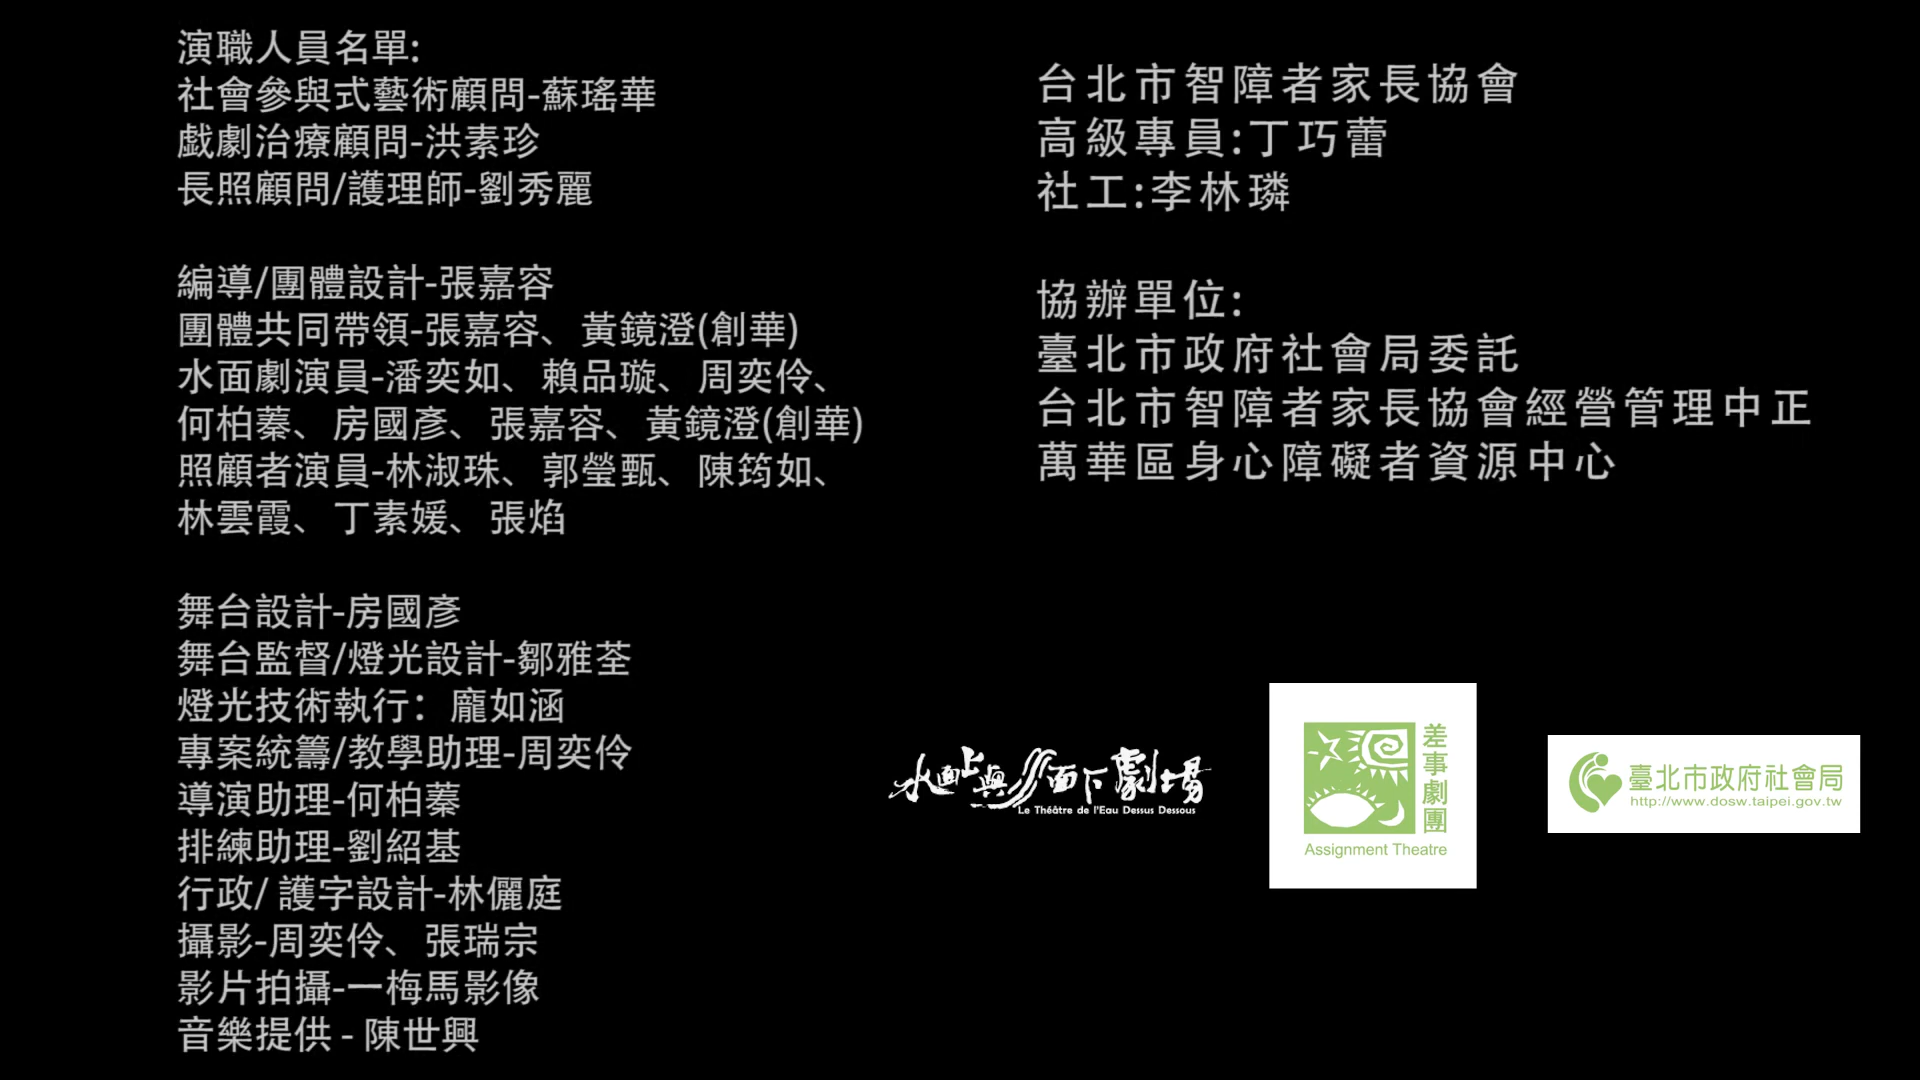 演職人員名單:
社會參與式藝術顧問-蘇瑤華
戲劇治療顧問-洪素珍
長照顧問/護理師-劉秀麗
編導/團體設計-張嘉容
團體共同帶領-張嘉容、黃鏡澄(創華)
水面劇演員-潘奕如、賴品璇、周奕伶、
何柏蓁、房國彥、張嘉容、黃鏡澄(創華)
照顧者演員-林淑珠、郭瑩甄、陳筠如、
林雲霞、丁素媛、張焰
舞台設計-房國彥
舞台監督/燈光設計-鄒雅荃
燈光技術執行：龐如涵
專案統籌/教學助理-周奕伶
導演助理-何柏蓁
排練助理-劉紹基
行政/ 護字設計-林儷庭
攝影-周奕伶、張瑞宗
影片拍攝-一梅馬影像
音樂提供 - 陳世興
台北市智障者家長協會
高級專員:丁巧蕾
社工:李林璘
協辦單位:
臺北市政府社會局委託
台北市智障者家長協會經營管理中正
萬華區身心障礙者資源中心
水面上與水面下劇場
Le Théâtre de l'Eau Dessus Dessous
差事劇團
Assignment Theatre
臺北市政府社會局
http://www.dosw.taipei.gov.tw